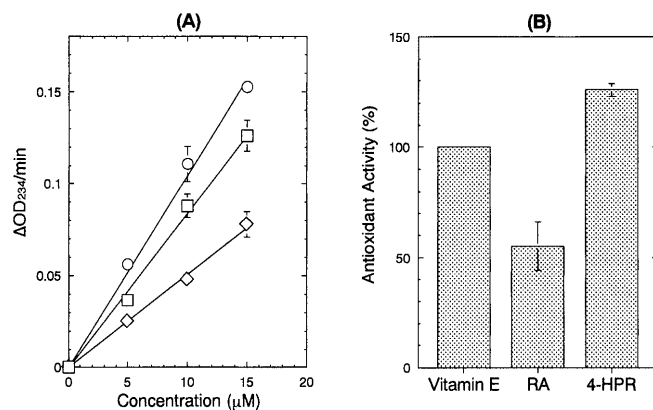 (A)
ΔOD234/min
0.15
0.1
0.05
0
0 5 10 15 20
Concentration (μM)
(B)
Antioxidant Activity (%)
150
125
100
50
0
Vitamin E RA 4-HPR